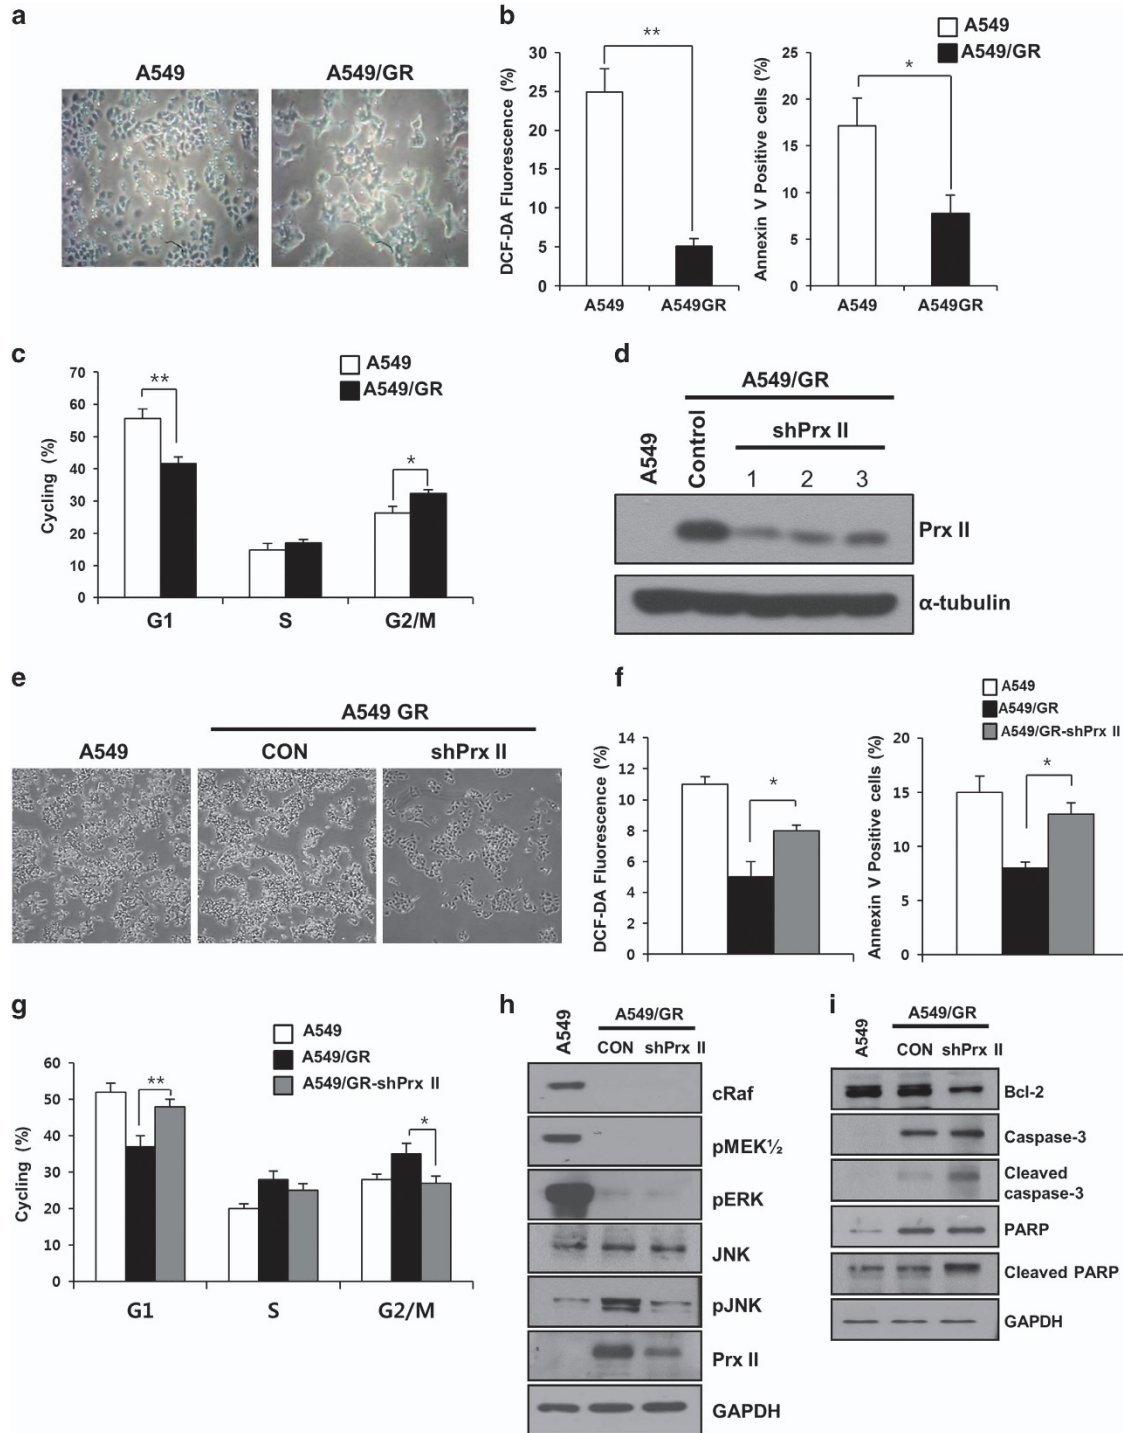 a
A549
A549/GR
b
A549
A549/GR
DCF-DA Fluorescence (%)
30
25
20
15
10
5
0
**
A549
A549GR
Annexin V Positive cells (%)
25
20
15
10
5
0
*
A549
A549GR
c
A549
A549/GR
Cycling (%)
70
60
50
40
30
20
10
0
**
*
G1
S
G2/M
d
A549/GR
A549
Control
shPrx II
1 2 3
Prx II
α-tubulin
e
A549 GR
A549
CON
shPrx II
f
A549
A549/GR
A549/GR-shPrx II
DCF-DA Fluorescence (%)
14
12
10
8
6
4
2
0
*
Annexin V Positive cells (%)
20
15
10
5
0
*
g
A549
A549/GR
A549/GR-shPrx II
Cycling (%)
60
50
40
30
20
10
0
**
*
G1
S
G2/M
h
A549
A549/GR
CON shPrx II
cRaf
pMEK½
pERK
JNK
pJNK
Prx II
GAPDH
i
A549
A549/GR
CON shPrx II
Bcl-2
Caspase-3
Cleaved
caspase-3
PARP
Cleaved PARP
GAPDH